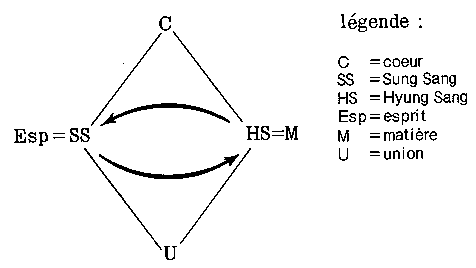 C
Esp=SS
HS=M
U
légende :
C =coeur
SS =Sung Sang
HS =Hyung Sang
Esp=esprit
M =matière
U =union